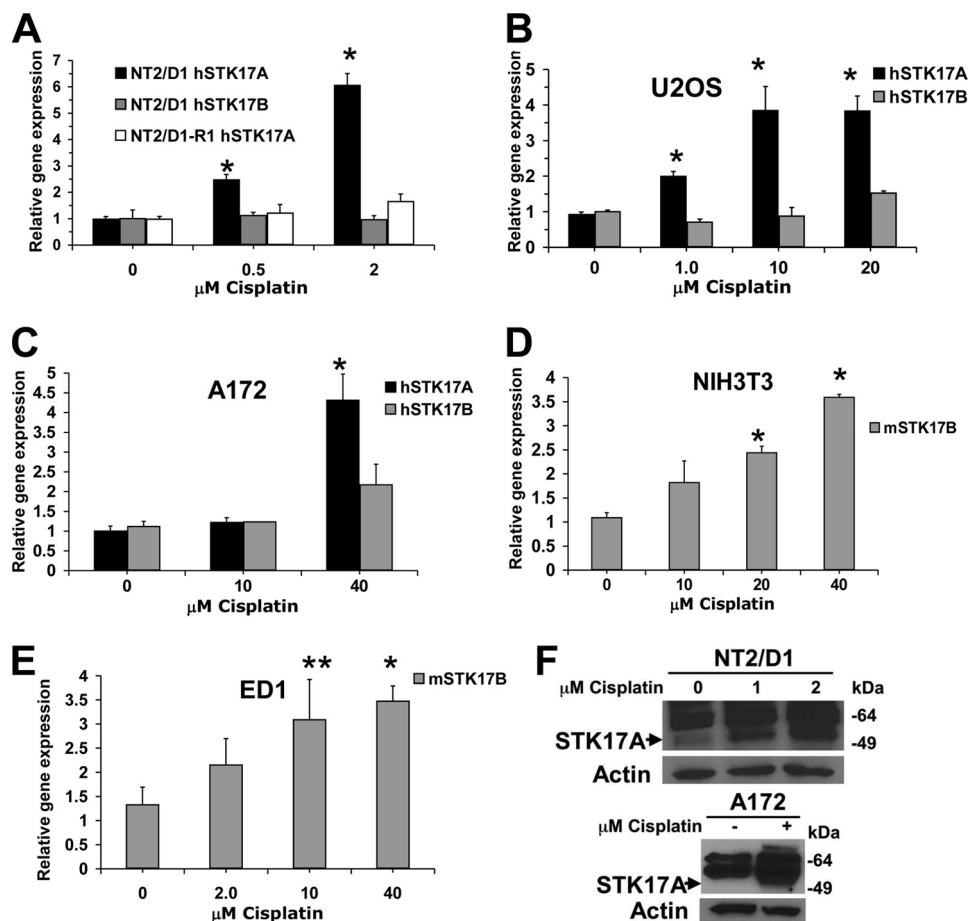 A
Relative gene expression
7
6
5
4
3
2
1
0
NT2/D1 hSTK17A
NT2/D1 hSTK17B
NT2/D1-R1 hSTK17A
*
*
0
0.5
2
μM Cisplatin
B
Relative gene expression
5
4
3
2
1
0
U2OS
hSTK17A
hSTK17B
*
*
*
0
1.0
10
20
μM Cisplatin
C
Relative gene expression
5
4.5
4
3.5
3
2.5
2
1.5
1
0.5
0
A172
hSTK17A
hSTK17B
*
0
10
40
μM Cisplatin
D
Relative gene expression
4
3.5
3
2.5
2
1.5
1
0.5
0
NIH3T3
mSTK17B
*
*
0
10
20
40
μM Cisplatin
E
Relative gene expression
4
3.5
3
2.5
2
1.5
1
0.5
0
ED1
mSTK17B
**
*
0
2.0
10
40
μM Cisplatin
F
NT2/D1
μM Cisplatin 0 1 2 kDa
-64
STK17A -49
Actin
A172
μM Cisplatin - + kDa
-64
STK17A -49
Actin